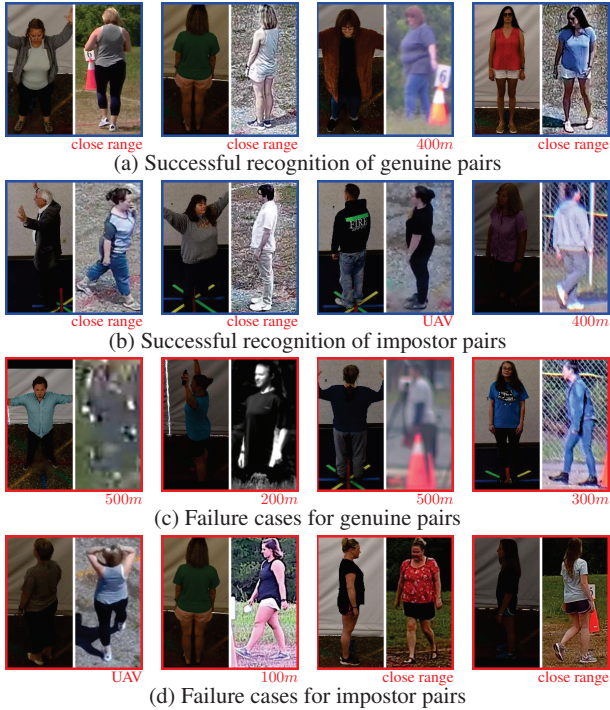 close range close range 400m close range
(a) Successful recognition of genuine pairs
FIRE
close range close range UAV 400m
(b) Successful recognition of impostor pairs
500m 200m 500m 300m
(c) Failure cases for genuine pairs
UAV 100m close range close range
(d) Failure cases for impostor pairs